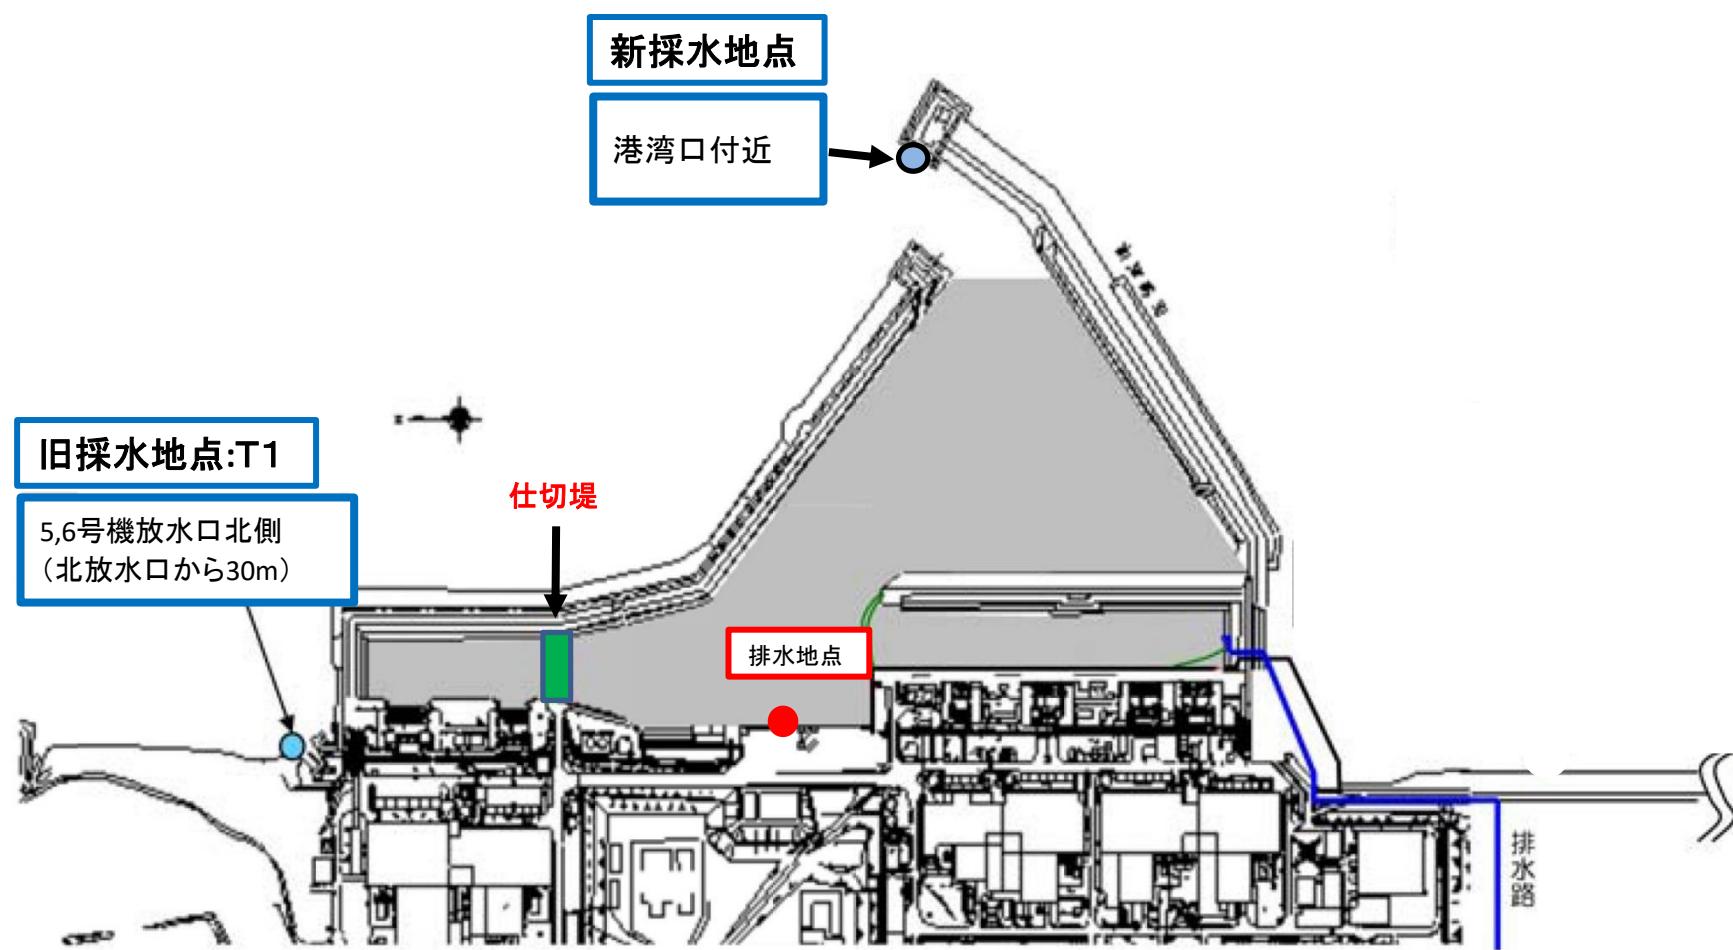 新採水地点
港湾口付近
旧採水地点:T1
5,6号機放水口北側
（北放水口から30m）
仕切堤
排水地点
排水路